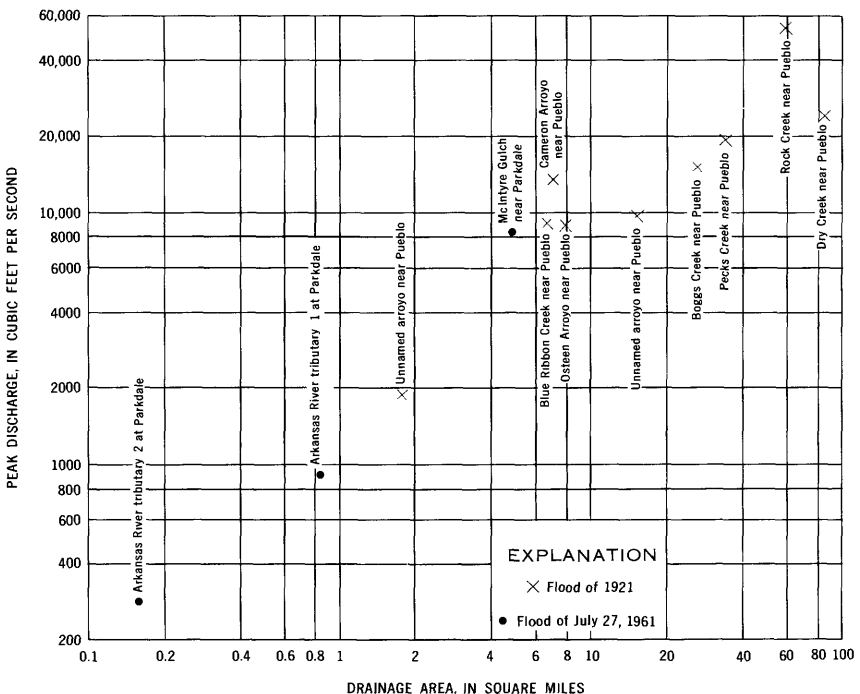 PEAK DISCHARGE, IN CUBIC FEET PER SECOND
60,000
40,000
20,000
10,000
8000
6000
4000
2000
1000
800
600
400
200
Arkansas River tributary 2 at Parkdale
Arkansas River tributary 1 at Parkdale
Unnamed arroyo near Pueblo
McIntyre Gulch
near Parkdale
Cameron Arroyo
near Pueblo
Blue Ribbon Creek near Pueblo
Osteen Arroyo near Pueblo
Unnamed arroyo near Pueblo
Boggs Creek near Pueblo
Pecks Creek near Pueblo
Rock Creek near Pueblo
Dry Creek near Pueblo
EXPLANATION
Flood of 1921
Flood of July 27, 1961
0.1 0.2 0.4 0.6 0.8 1 2 4 6 8 10 20 40 60 80 100
DRAINAGE AREA, IN SQUARE MILES